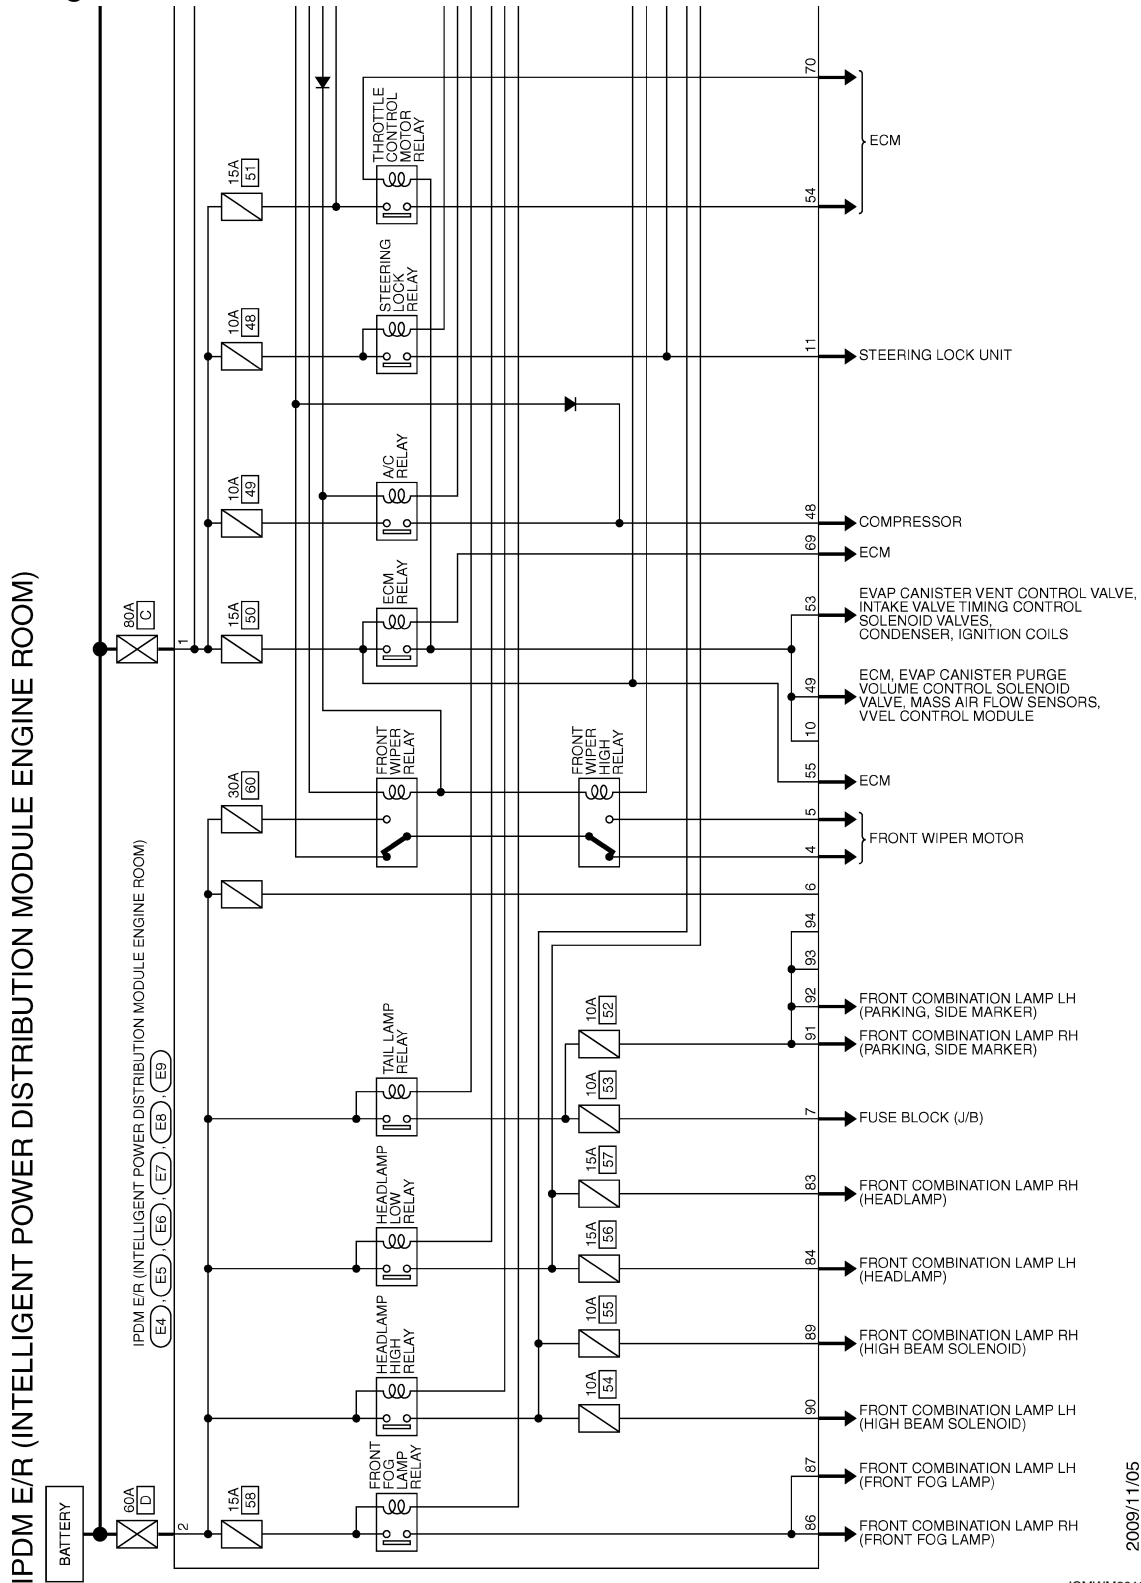 IPDM E/R (INTELLIGENT POWER DISTRIBUTION MODULE ENGINE ROOM)
BATTERY
80A
C
1
60A
D
2
IPDM E/R (INTELLIGENT POWER DISTRIBUTION MODULE ENGINE ROOM)
E4 , E5 , E6 , E7 , E8 , E9
15A
51
THROTTLE
CONTROL
MOTOR
RELAY
70
54
ECM
10A
48
STEERING
LOCK
RELAY
11
STEERING LOCK UNIT
10A
49
A/C
RELAY
48
COMPRESSOR
69
ECM
15A
50
ECM
RELAY
53
EVAP CANISTER VENT CONTROL VALVE,
INTAKE VALVE TIMING CONTROL
SOLENOID VALVES,
CONDENSER, IGNITION COILS
49
ECM, EVAP CANISTER PURGE
VOLUME CONTROL SOLENOID
VALVE, MASS AIR FLOW SENSORS,
VVEL CONTROL MODULE
10
55
ECM
30A
60
FRONT
WIPER
RELAY
FRONT
WIPER
HIGH
RELAY
5
4
FRONT WIPER MOTOR
6
94
93
92
FRONT COMBINATION LAMP LH
(PARKING, SIDE MARKER)
91
FRONT COMBINATION LAMP RH
(PARKING, SIDE MARKER)
TAIL LAMP
RELAY
10A
52
10A
53
7
FUSE BLOCK (J/B)
HEADLAMP
LOW
RELAY
15A
57
83
FRONT COMBINATION LAMP RH
(HEADLAMP)
15A
56
84
FRONT COMBINATION LAMP LH
(HEADLAMP)
HEADLAMP
HIGH
RELAY
10A
55
89
FRONT COMBINATION LAMP RH
(HIGH BEAM SOLENOID)
10A
54
90
FRONT COMBINATION LAMP LH
(HIGH BEAM SOLENOID)
15A
58
FRONT
FOG
LAMP
RELAY
87
FRONT COMBINATION LAMP LH
(FRONT FOG LAMP)
86
FRONT COMBINATION LAMP RH
(FRONT FOG LAMP)
2009/11/05